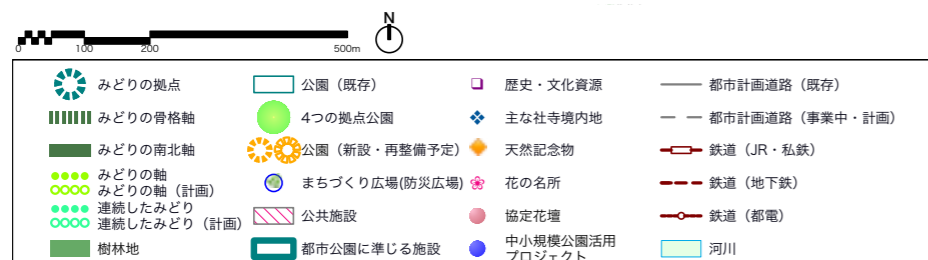 N
0 100 200 500m
みどりの拠点
みどりの骨格軸
みどりの南北軸
みどりの軸
みどりの軸（計画）
連続したみどり
連続したみどり（計画）
樹林地
公園（既存）
4つの拠点公園
公園（新設・再整備予定）
まちづくり広場(防災広場)
公共施設
都市公園に準じる施設
歴史・文化資源
主な社寺境内地
天然記念物
花の名所
協定花壇
中小規模公園活用
プロジェクト
都市計画道路（既存）
都市計画道路（事業中・計画）
鉄道（JR・私鉄）
鉄道（地下鉄）
鉄道（都電）
河川